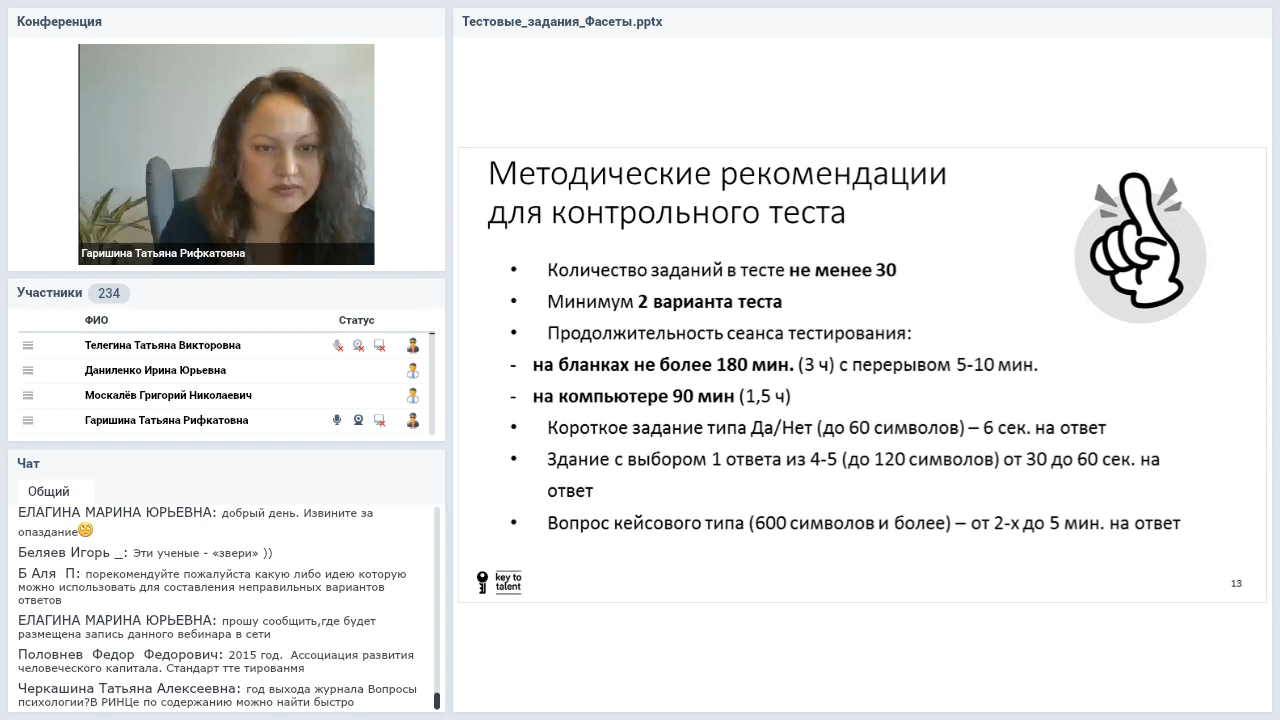 Конференция
Гаришина Татьяна Рифкатовна
Участники 234
ФИО Статус
Телегина Татьяна Викторовна
Даниленко Ирина Юрьевна
Москалёв Григорий Николаевич
Гаришина Татьяна Рифкатовна
Чат
Общий
ЕЛАГИНА МАРИНА ЮРЬЕВНА: добрый день. Извините за
опаздание
Беляев Игорь _: Эти ученые - «звери» ))
Б Аля П: порекомендуйте пожалуйста какую либо идею которую
можно использовать для составления неправильных вариантов
ответов
ЕЛАГИНА МАРИНА ЮРЬЕВНА: прошу сообщить,где будет
размещена запись данного вебинара в сети
Половнев Федор Федорович: 2015 год. Ассоциация развития
человеческого капитала. Стандарт тте тированмя
Черкашина Татьяна Алексеевна: год выхода журнала Вопросы
психологии?В РИНЦе по содержанию можно найти быстро
Тестовые_задания_Фасеты.pptx
Методические рекомендации
для контрольного теста
• Количество заданий в тесте не менее 30
• Минимум 2 варианта теста
• Продолжительность сеанса тестирования:
- на бланках не более 180 мин. (3 ч) с перерывом 5-10 мин.
- на компьютере 90 мин (1,5 ч)
• Короткое задание типа Да/Нет (до 60 символов) – 6 сек. на ответ
• Здание с выбором 1 ответа из 4-5 (до 120 символов) от 30 до 60 сек. на
ответ
• Вопрос кейсового типа (600 символов и более) – от 2-х до 5 мин. на ответ
key to
talent
13